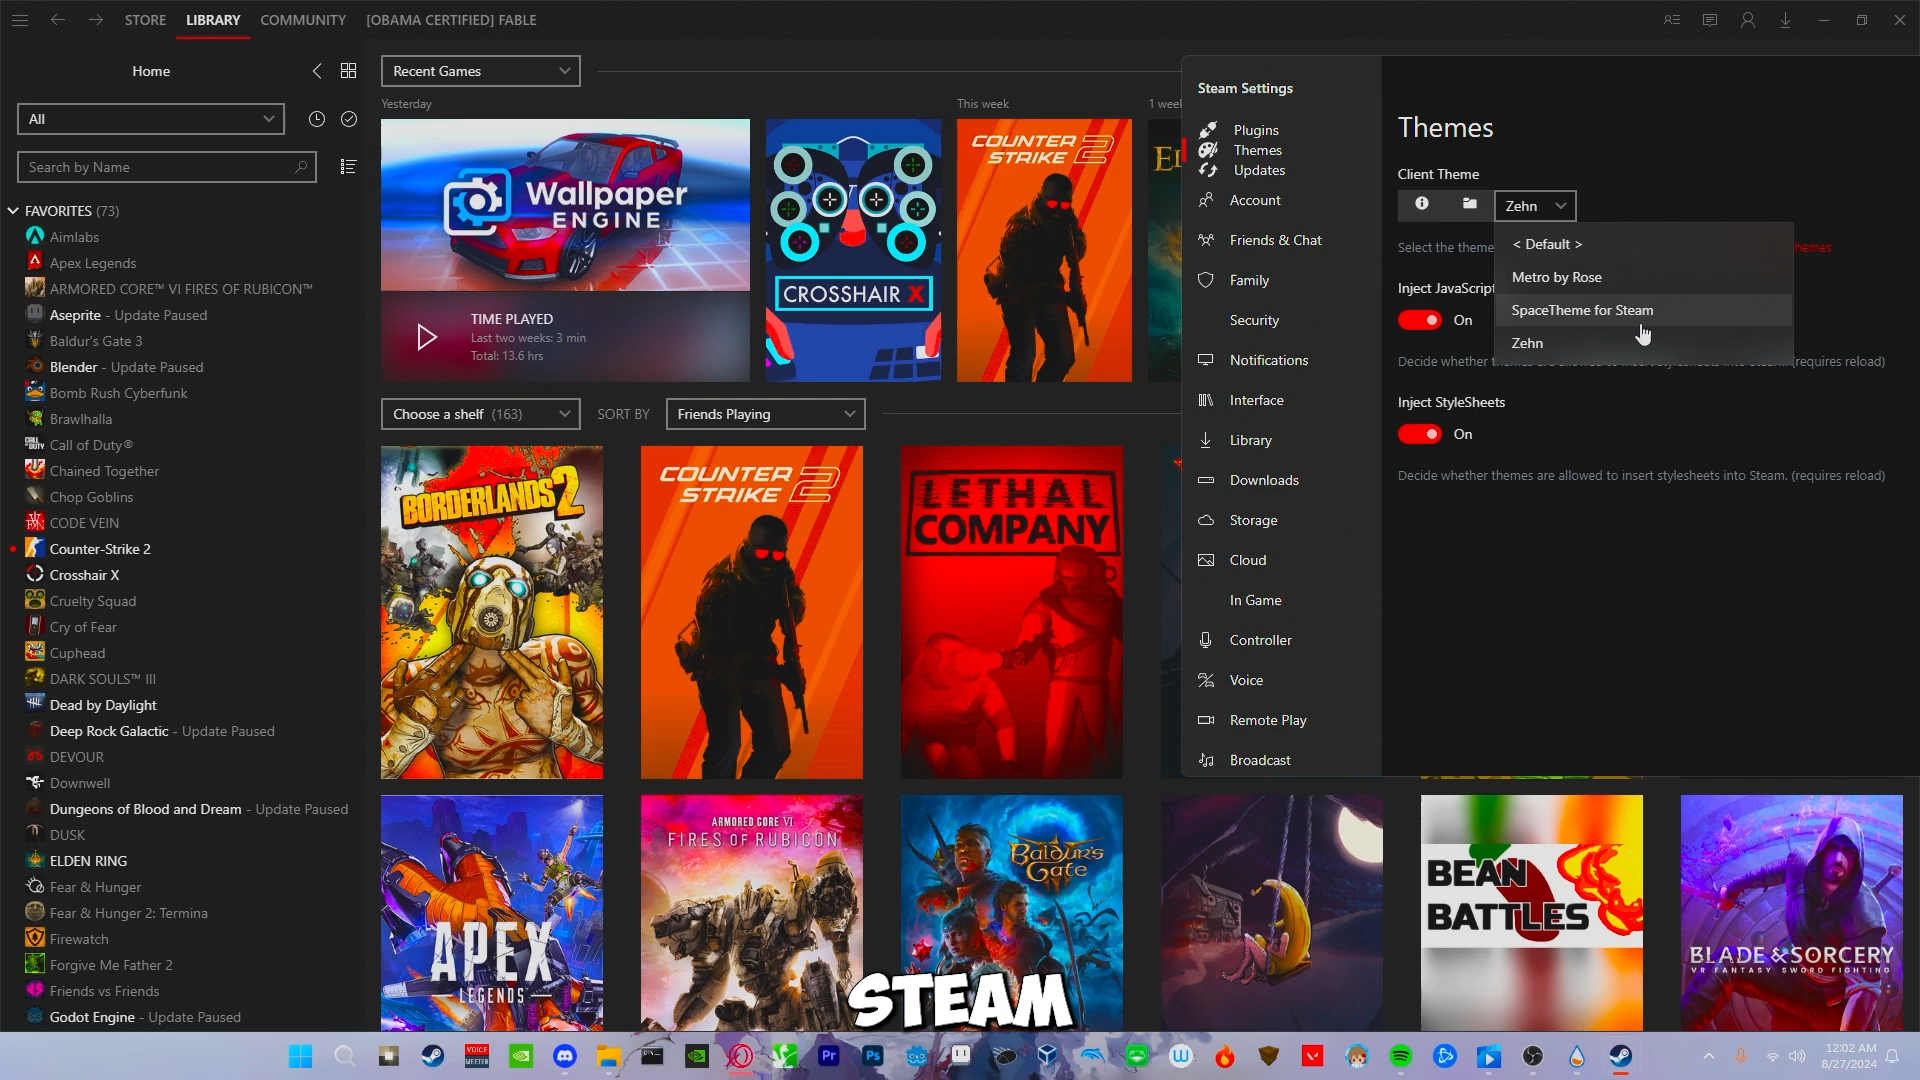 STORE LIBRARY COMMUNITY [OBAMA CERTIFIED] FABLE
Home
All
Search by Name
FAVORITES (73)
Aimlabs
Apex Legends
ARMORED CORE™ VI FIRES OF RUBICON™
Aseprite - Update Paused
Baldur's Gate 3
Blender - Update Paused
Bomb Rush Cyberfunk
Brawlhalla
Call of Duty®
Chained Together
Chop Goblins
CODE VEIN
Counter-Strike 2
Crosshair X
Cruelty Squad
Cry of Fear
Cuphead
DARK SOULS™ III
Dead by Daylight
Deep Rock Galactic - Update Paused
DEVOUR
Downwell
Dungeons of Blood and Dream - Update Paused
DUSK
ELDEN RING
Fear & Hunger
Fear & Hunger 2: Termina
Firewatch
Forgive Me Father 2
Friends vs Friends
Godot Engine - Update Paused
Recent Games
Yesterday
This week
1 weel
Wallpaper
ENGINE
TIME PLAYED
Last two weeks: 3 min
Total: 13.6 hrs
CROSSHAIR X
COUNTER
STRIKE 2
El
Choose a shelf (163)
SORT BY
Friends Playing
BORDERLANDS 2
COUNTER
STRIKE 2
LETHAL
COMPANY
APEX
LEGENDS
ARMORED CORE VI
FIRES OF RUBICON
BALDUR'S
GATE
BEAN
BATTLES
BLADE & SORCERY
VR FANTASY SWORD FIGHTING
STEAM
Steam Settings
Plugins
Themes
Updates
Account
Friends & Chat
Family
Security
Notifications
Interface
Library
Downloads
Storage
Cloud
In Game
Controller
Voice
Remote Play
Broadcast
Themes
Client Theme
Zehn
< Default >
Metro by Rose
SpaceTheme for Steam
Zehn
Select the theme
hemes
Inject JavaScript
On
Decide whether themes are allowed to insert stylesheets into Steam. (requires reload)
Inject StyleSheets
On
Decide whether themes are allowed to insert stylesheets into Steam. (requires reload)
VOICE
MEETER
Pr
Ps
W
12:02 AM
8/27/2024